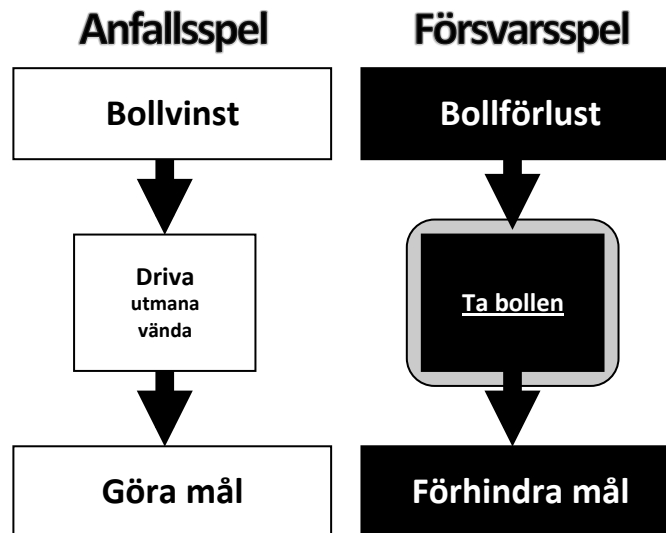 Anfallsspel
Bollvinst
Driva
utmana
vända
Göra mål
Försvarsspel
Bollförlust
Ta bollen
Förhindra mål